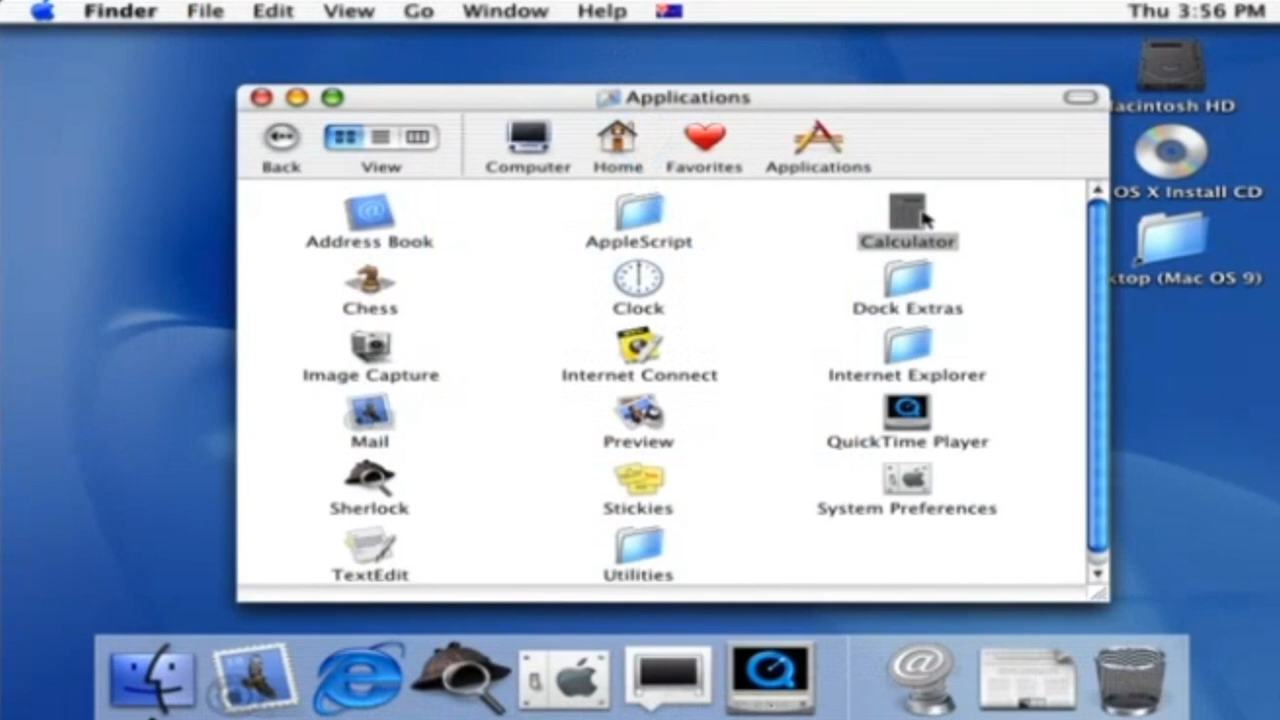 Finder File Edit View Go Window Help Thu 3:56 PM
Applications
acintosh HD
Back View Computer Home Favorites Applications
OS X Install CD
Address Book AppleScript Calculator
ktop (Mac OS 9)
Chess Clock Dock Extras
Image Capture Internet Connect Internet Explorer
Mail Preview QuickTime Player
Sherlock Stickies System Preferences
TextEdit Utilities